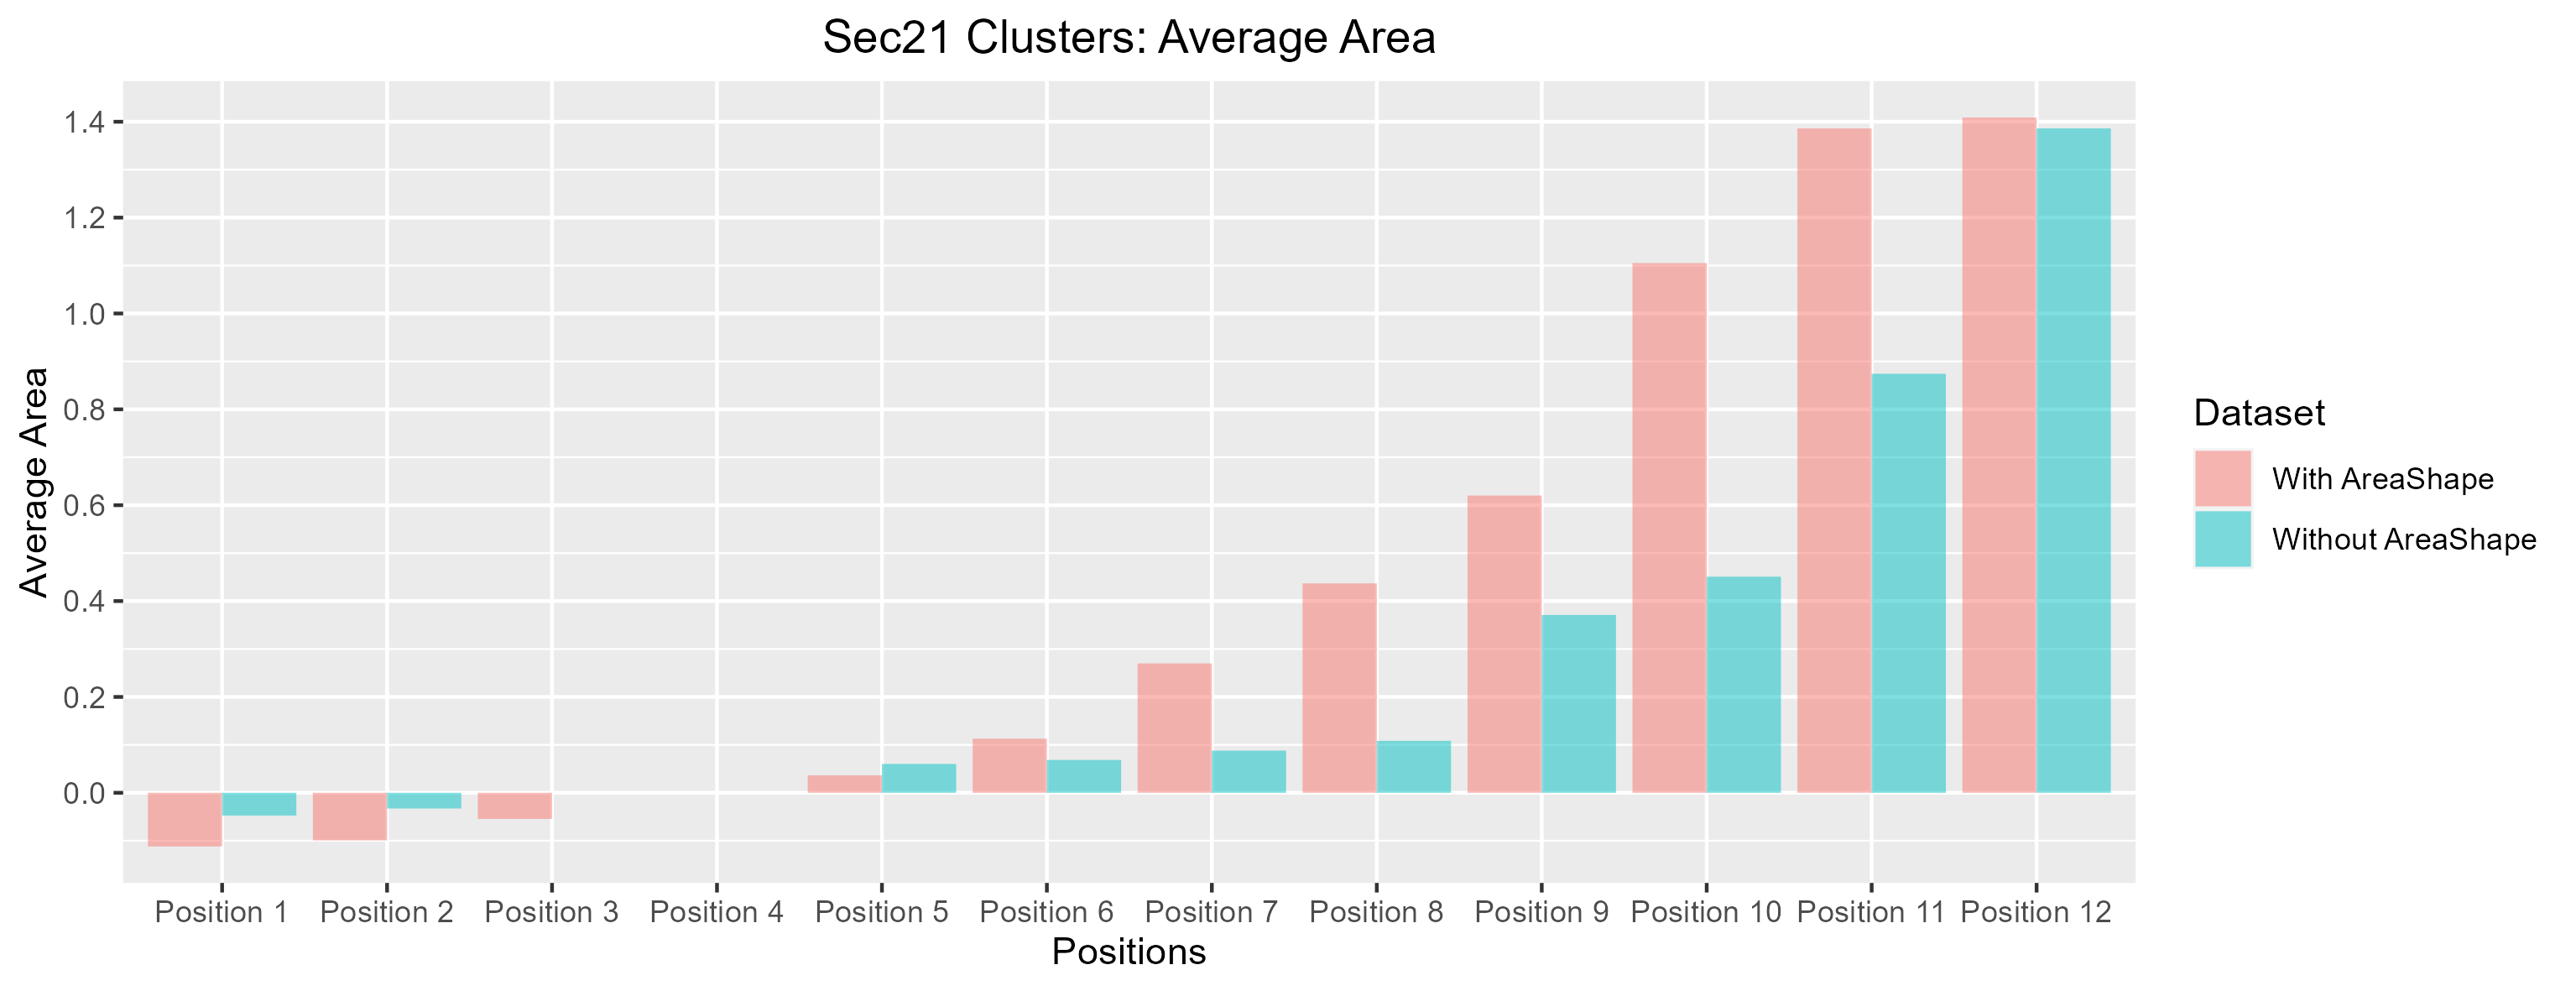 Sec21 Clusters: Average Area
Average Area
1.4
1.2
1.0
0.8
0.6
0.4
0.2
0.0
Position 1 Position 2 Position 3 Position 4 Position 5 Position 6 Position 7 Position 8 Position 9 Position 10 Position 11 Position 12
Positions
Dataset
With AreaShape
Without AreaShape